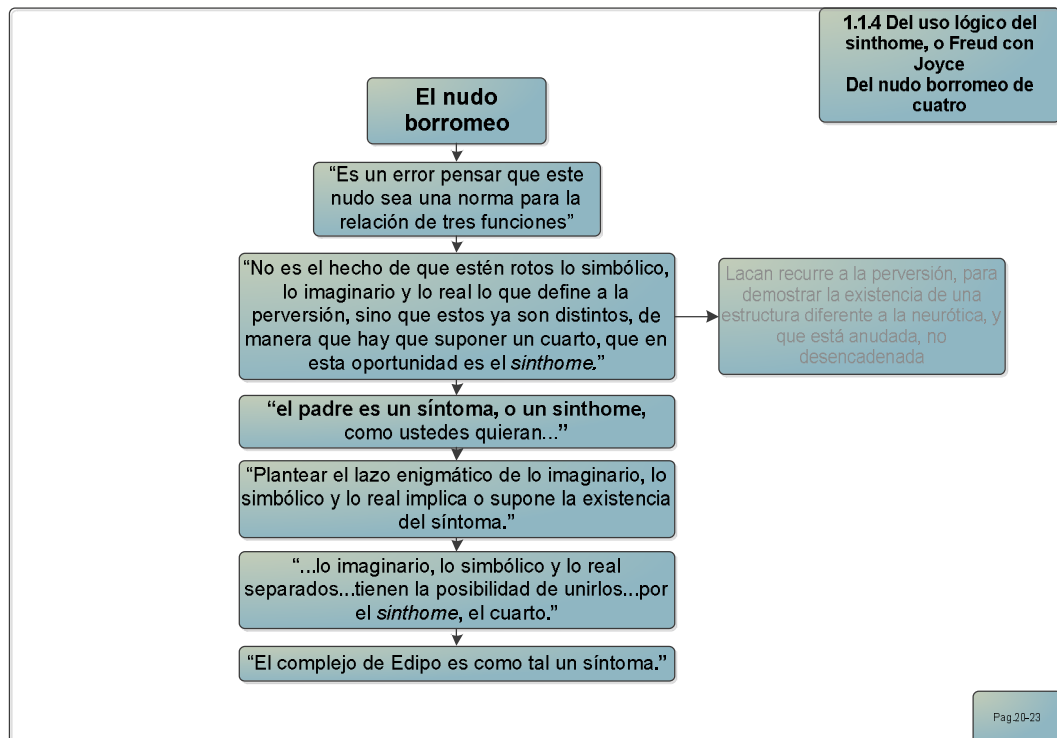 1.1.4 Del uso lógico del
sinthome, o Freud con
Joyce
Del nudo borromeo de
cuatro
El nudo
borromeo
“Es un error pensar que este
nudo sea una norma para la
relación de tres funciones”
“No es el hecho de que estén rotos lo simbólico,
lo imaginario y lo real lo que define a la
perversión, sino que estos ya son distintos, de
manera que hay que suponer un cuarto, que en
esta oportunidad es el sinthome.”
Lacan recurre a la perversión, para
demostrar la existencia de una
estructura diferente a la neurótica, y
que está anudada, no
desencadenada
“el padre es un síntoma, o un sinthome,
como ustedes quieran...”
“Plantear el lazo enigmático de lo imaginario, lo
simbólico y lo real implica o supone la existencia
del síntoma.”
“...lo imaginario, lo simbólico y lo real
separados...tienen la posibilidad de unirlos...por
el sinthome, el cuarto.”
“El complejo de Edipo es como tal un síntoma.”
Pag.20-23